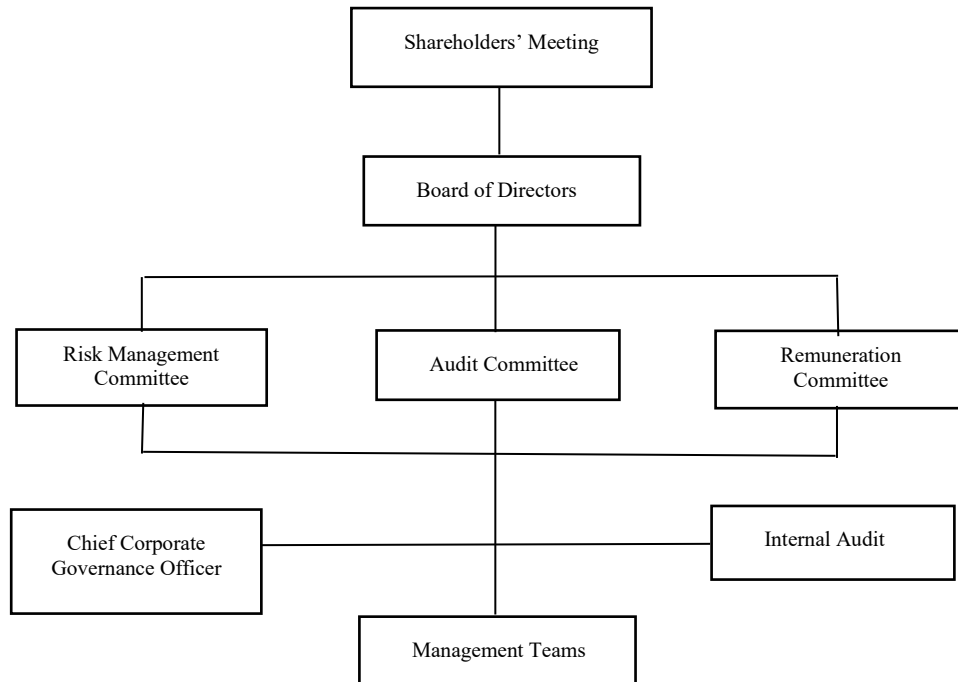 Shareholders’ Meeting
Board of Directors
Risk Management
Committee
Audit Committee
Remuneration
Committee
Chief Corporate
Governance Officer
Internal Audit
Management Teams